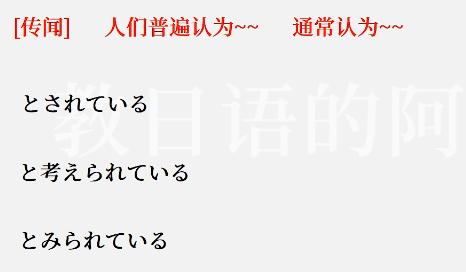 [传闻] 人们普遍认为~~ 通常认为~~
教日语的阿
とされている
と考えられている
とみられている